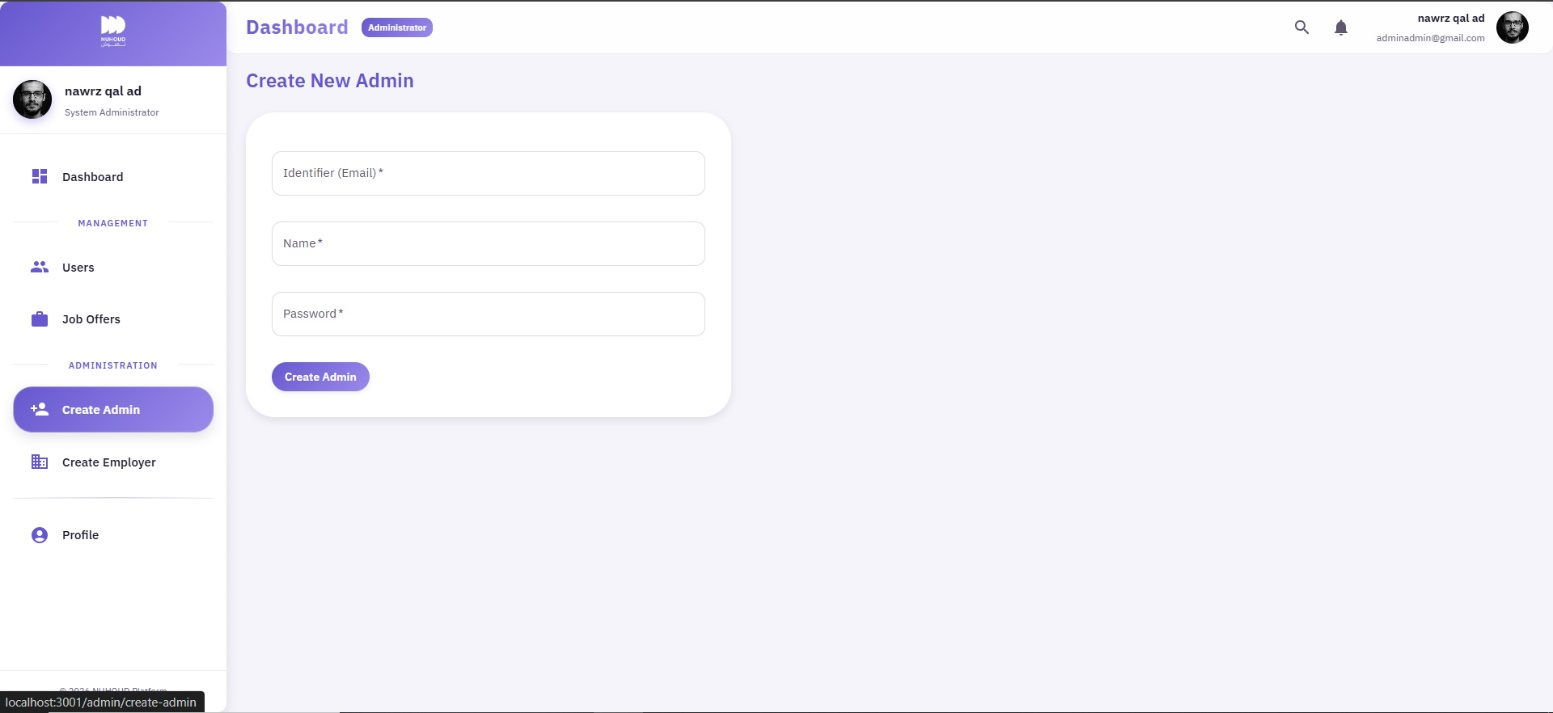 NUHOUD
Dashboard
Administrator
nawrz qal ad
adminadmin@gmail.com
nawrz qal ad
System Administrator
Dashboard
MANAGEMENT
Users
Job Offers
ADMINISTRATION
Create Admin
Create Employer
Profile
Create New Admin
Identifier (Email) *
Name *
Password *
Create Admin
localhost:3001/admin/create-admin